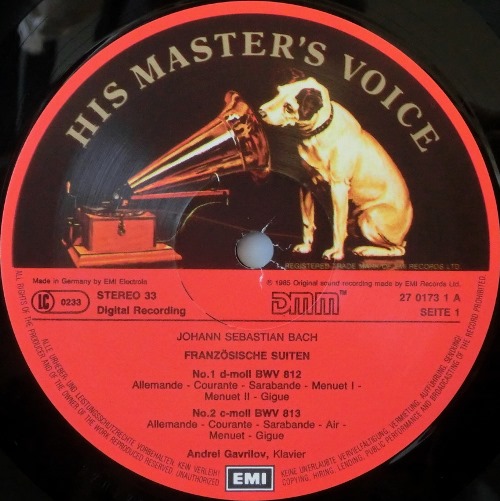 HIS MASTER'S VOICE
REGISTERED TRADE MARK OF EMI RECORDS LTD
Made in Germany by EMI Electrola
℗ 1985 Original sound recording made by EMI Records Ltd.
LC 0233
STEREO 33
Digital Recording
DMM™
27 0173 1 A
SEITE 1
JOHANN SEBASTIAN BACH
FRANZÖSISCHE SUITEN
No.1 d-moll BWV 812
Allemande - Courante - Sarabande - Menuet I -
Menuet II - Gigue
No.2 c-moll BWV 813
Allemande - Courante - Sarabande - Air -
Menuet - Gigue
Andrei Gavrilov, Klavier
EMI
ALLE URHEBER- UND LEISTUNGSSCHUTZRECHTE VORBEHALTEN. KEIN VERLEIH!
KEINE UNERLAUBTE VERVIELFÄLTIGUNG, VERMIETUNG, AUFFÜHRUNG, SENDUNG!
ALL RIGHTS OF THE PRODUCER AND OF THE OWNER OF THE WORK REPRODUCED RESERVED. UNAUTHORIZED
COPYING, HIRING, LENDING, PUBLIC PERFORMANCE AND BROADCASTING OF THE RECORD PROHIBITED.